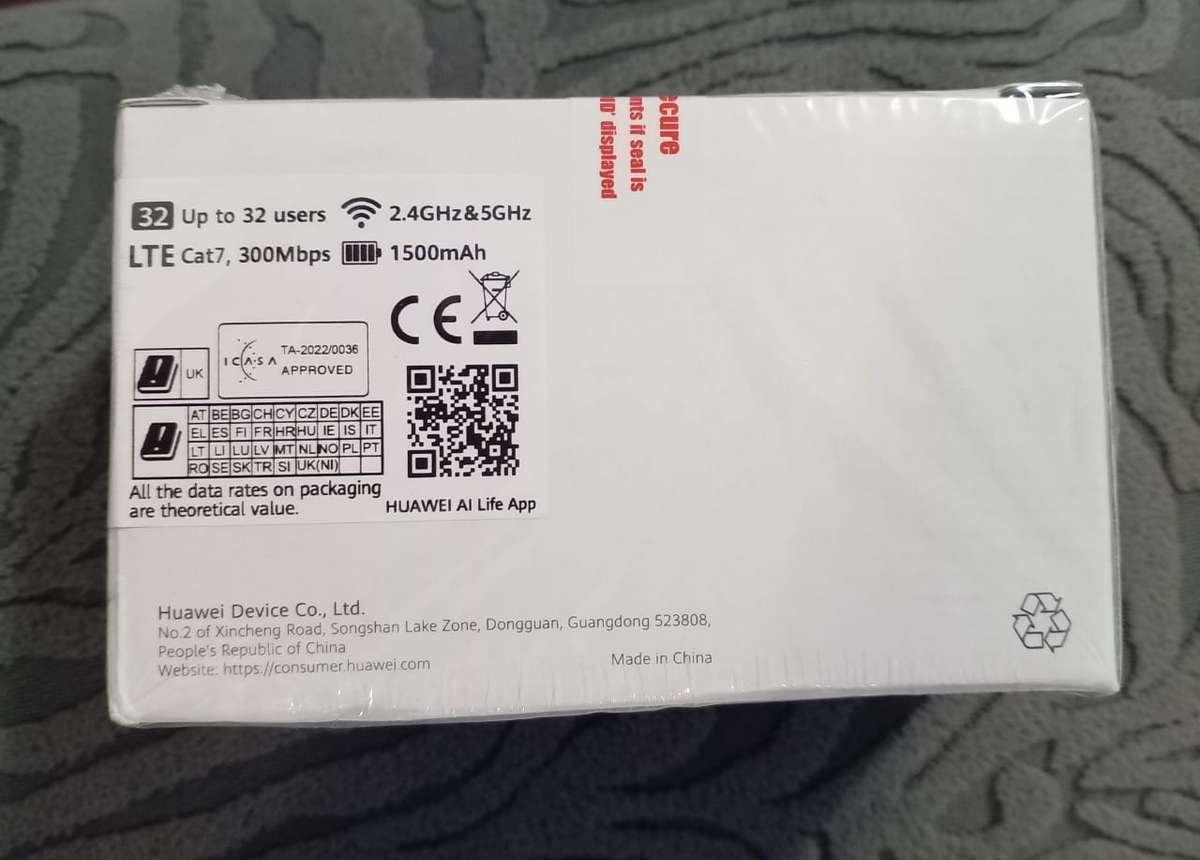 ecure
nts if seal is
ID' displayed
32 Up to 32 users 2.4GHz&5GHz
LTE Cat7, 300Mbps 1500mAh
CE
UK
ICASA TA-2022/0036
APPROVED
AT BE BG CH CY CZ DE DK EE
EL ES FI FR HR HU IE IS IT
LT LI LU LV MT NL NO PL PT
RO SE SK TR SI UK(NI)
All the data rates on packaging
are theoretical value.
HUAWEI AI Life App
Huawei Device Co., Ltd.
No.2 of Xincheng Road, Songshan Lake Zone, Dongguan, Guangdong 523808,
People's Republic of China
Website: https://consumer.huawei.com
Made in China